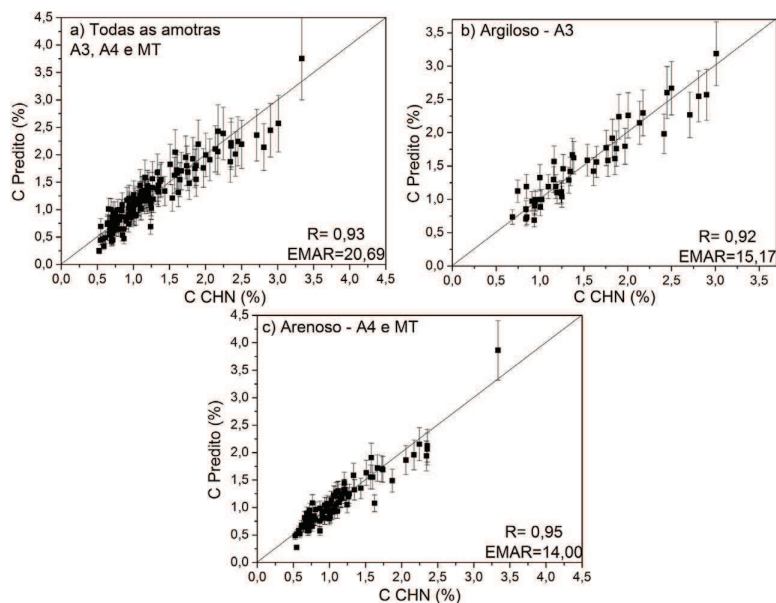 a) Todas as amotras
A3, A4 e MT
4,5
4,0
3,5
3,0
2,5
2,0
1,5
1,0
0,5
0,0
C Predito (%)
R= 0,93
EMAR=20,69
0,0 0,5 1,0 1,5 2,0 2,5 3,0 3,5 4,0 4,5
C CHN (%)
b) Argiloso - A3
3,5
3,0
2,5
2,0
1,5
1,0
0,5
0,0
C Predito (%)
R= 0,92
EMAR=15,17
0,0 0,5 1,0 1,5 2,0 2,5 3,0 3,5
C CHN (%)
c) Arenoso - A4 e MT
4,5
4,0
3,5
3,0
2,5
2,0
1,5
1,0
0,5
0,0
C Predito (%)
R= 0,95
EMAR=14,00
0,0 0,5 1,0 1,5 2,0 2,5 3,0 3,5 4,0 4,5
C CHN (%)